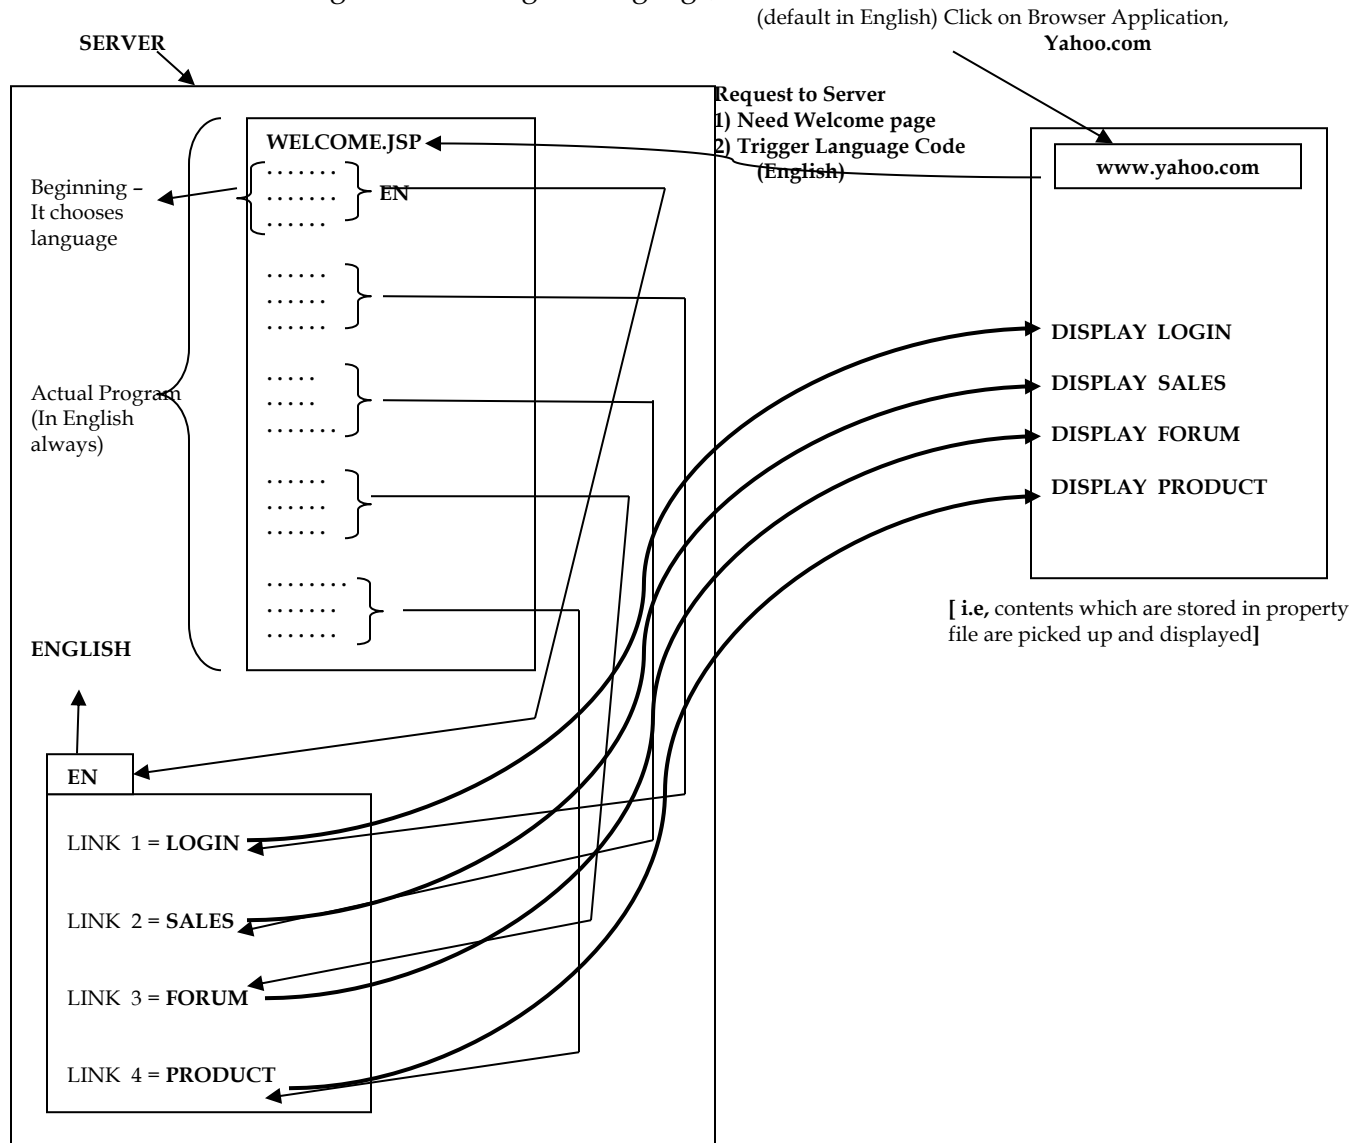 (default in English) Click on Browser Application,
Yahoo.com
SERVER
Request to Server
1) Need Welcome page
2) Trigger Language Code
(English)
WELCOME.JSP
www.yahoo.com
. . . . . .
. . . . . . .
. . . . . .
EN
Beginning –
It chooses
language
. . . . . .
. . . . . .
. . . . . .
. . . . .
. . . . .
. . . . . . .
Actual Program
(In English
always)
. . . . . .
. . . . . .
. . . . . .
. . . . . . . .
. . . . . . .
. . . . . . .
DISPLAY LOGIN
DISPLAY SALES
DISPLAY FORUM
DISPLAY PRODUCT
[ i.e, contents which are stored in property
file are picked up and displayed]
ENGLISH
EN
LINK 1 = LOGIN
LINK 2 = SALES
LINK 3 = FORUM
LINK 4 = PRODUCT